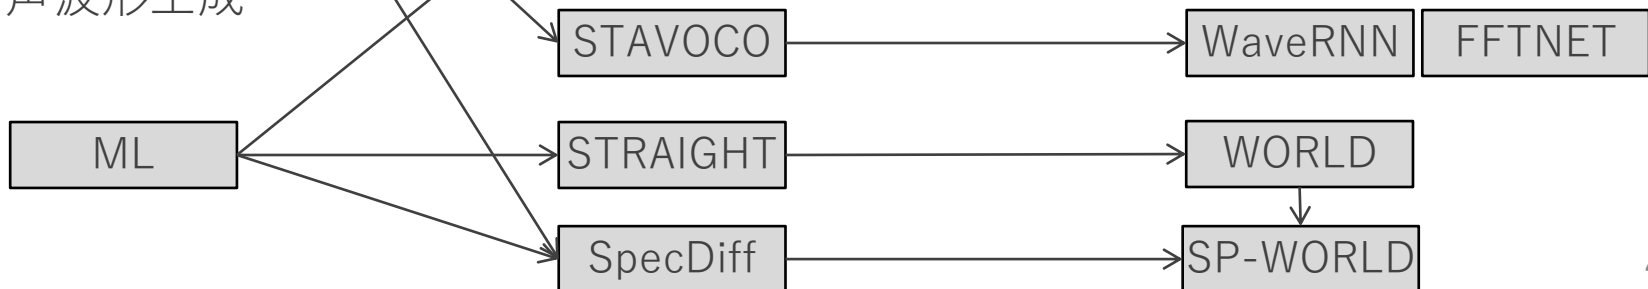 声波形生成
STAVOCO
WaveRNN
FFTNET
ML
STRAIGHT
WORLD
SpecDiff
SP-WORLD